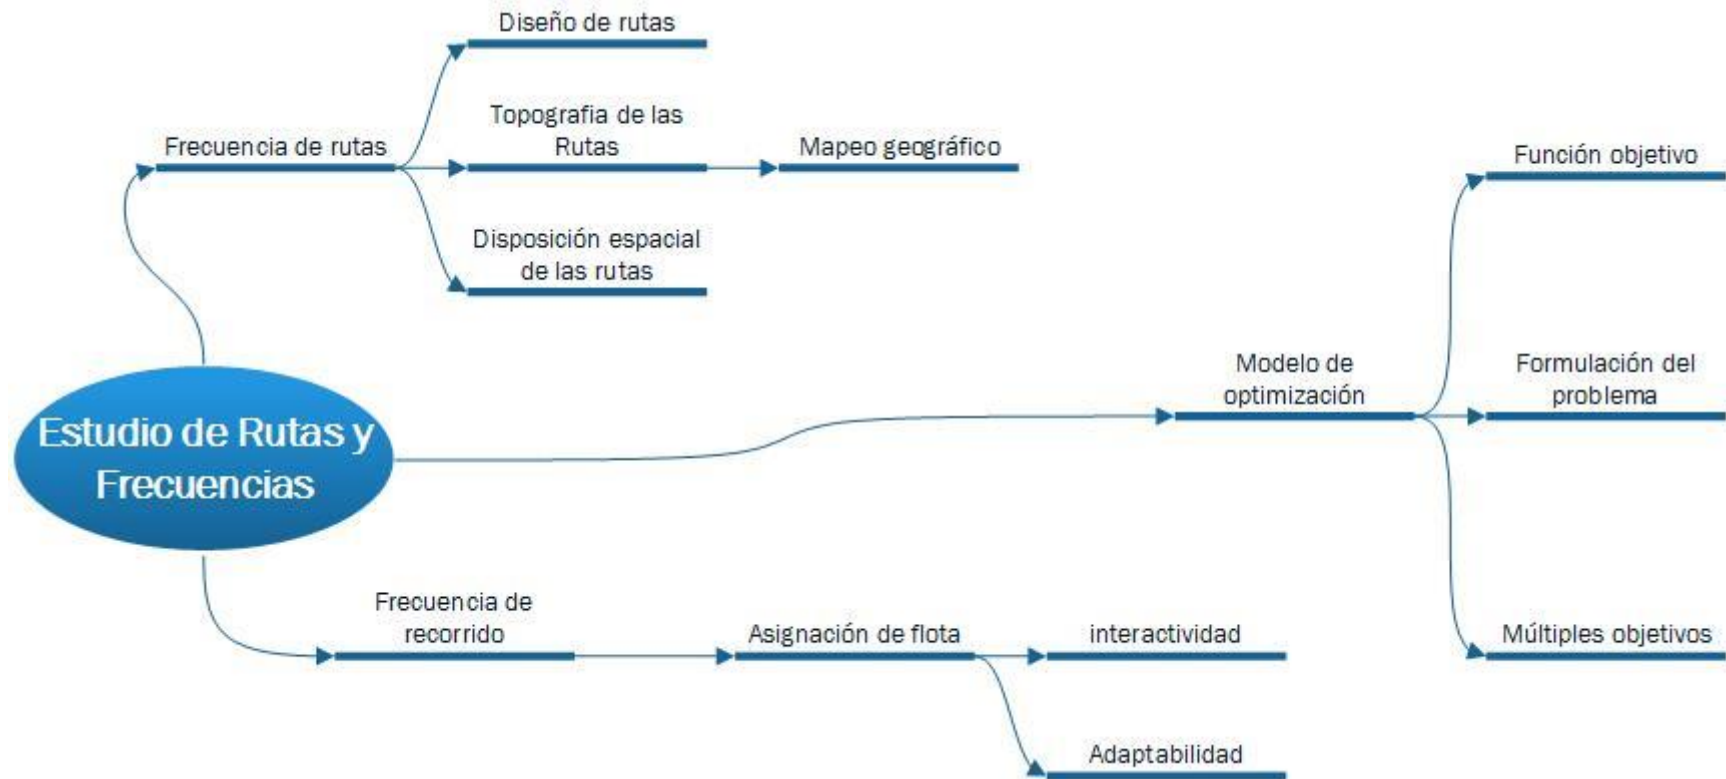 Diseño de rutas
Topografia de las
Rutas
Frecuencia de rutas
Mapeo geográfico
Función objetivo
Disposición espacial
de las rutas
Modelo de
optimización
Formulación del
problema
Estudio de Rutas y
Frecuencias
Frecuencia de
recorrido
Asignación de flota
interactividad
Múltiples objetivos
Adaptabilidad